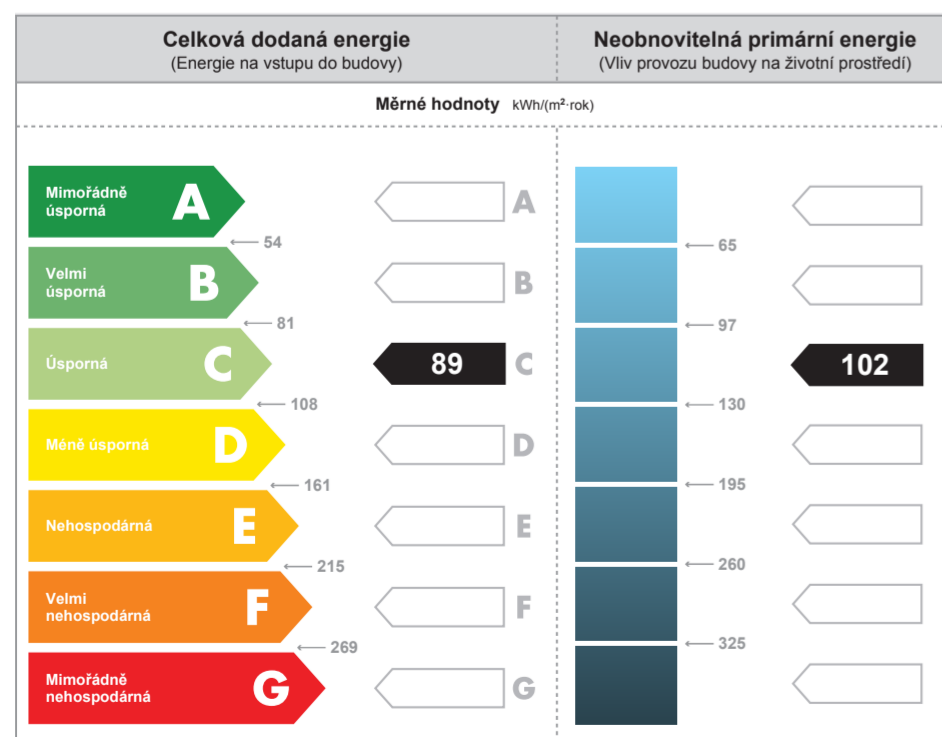 Celková dodaná energie
(Energie na vstupu do budovy)
Neobnovitelná primární energie
(Vliv provozu budovy na životní prostředí)
Měrné hodnoty kWh/(m²·rok)
Mimořádně
úsporná
A
A
54
65
Velmi
úsporná
B
B
81
97
Úsporná
C
89
C
102
108
130
Méně úsporná
D
D
161
195
Nehospodárná
E
E
215
260
Velmi
nehospodárná
F
F
269
325
Mimořádně
nehospodárná
G
G